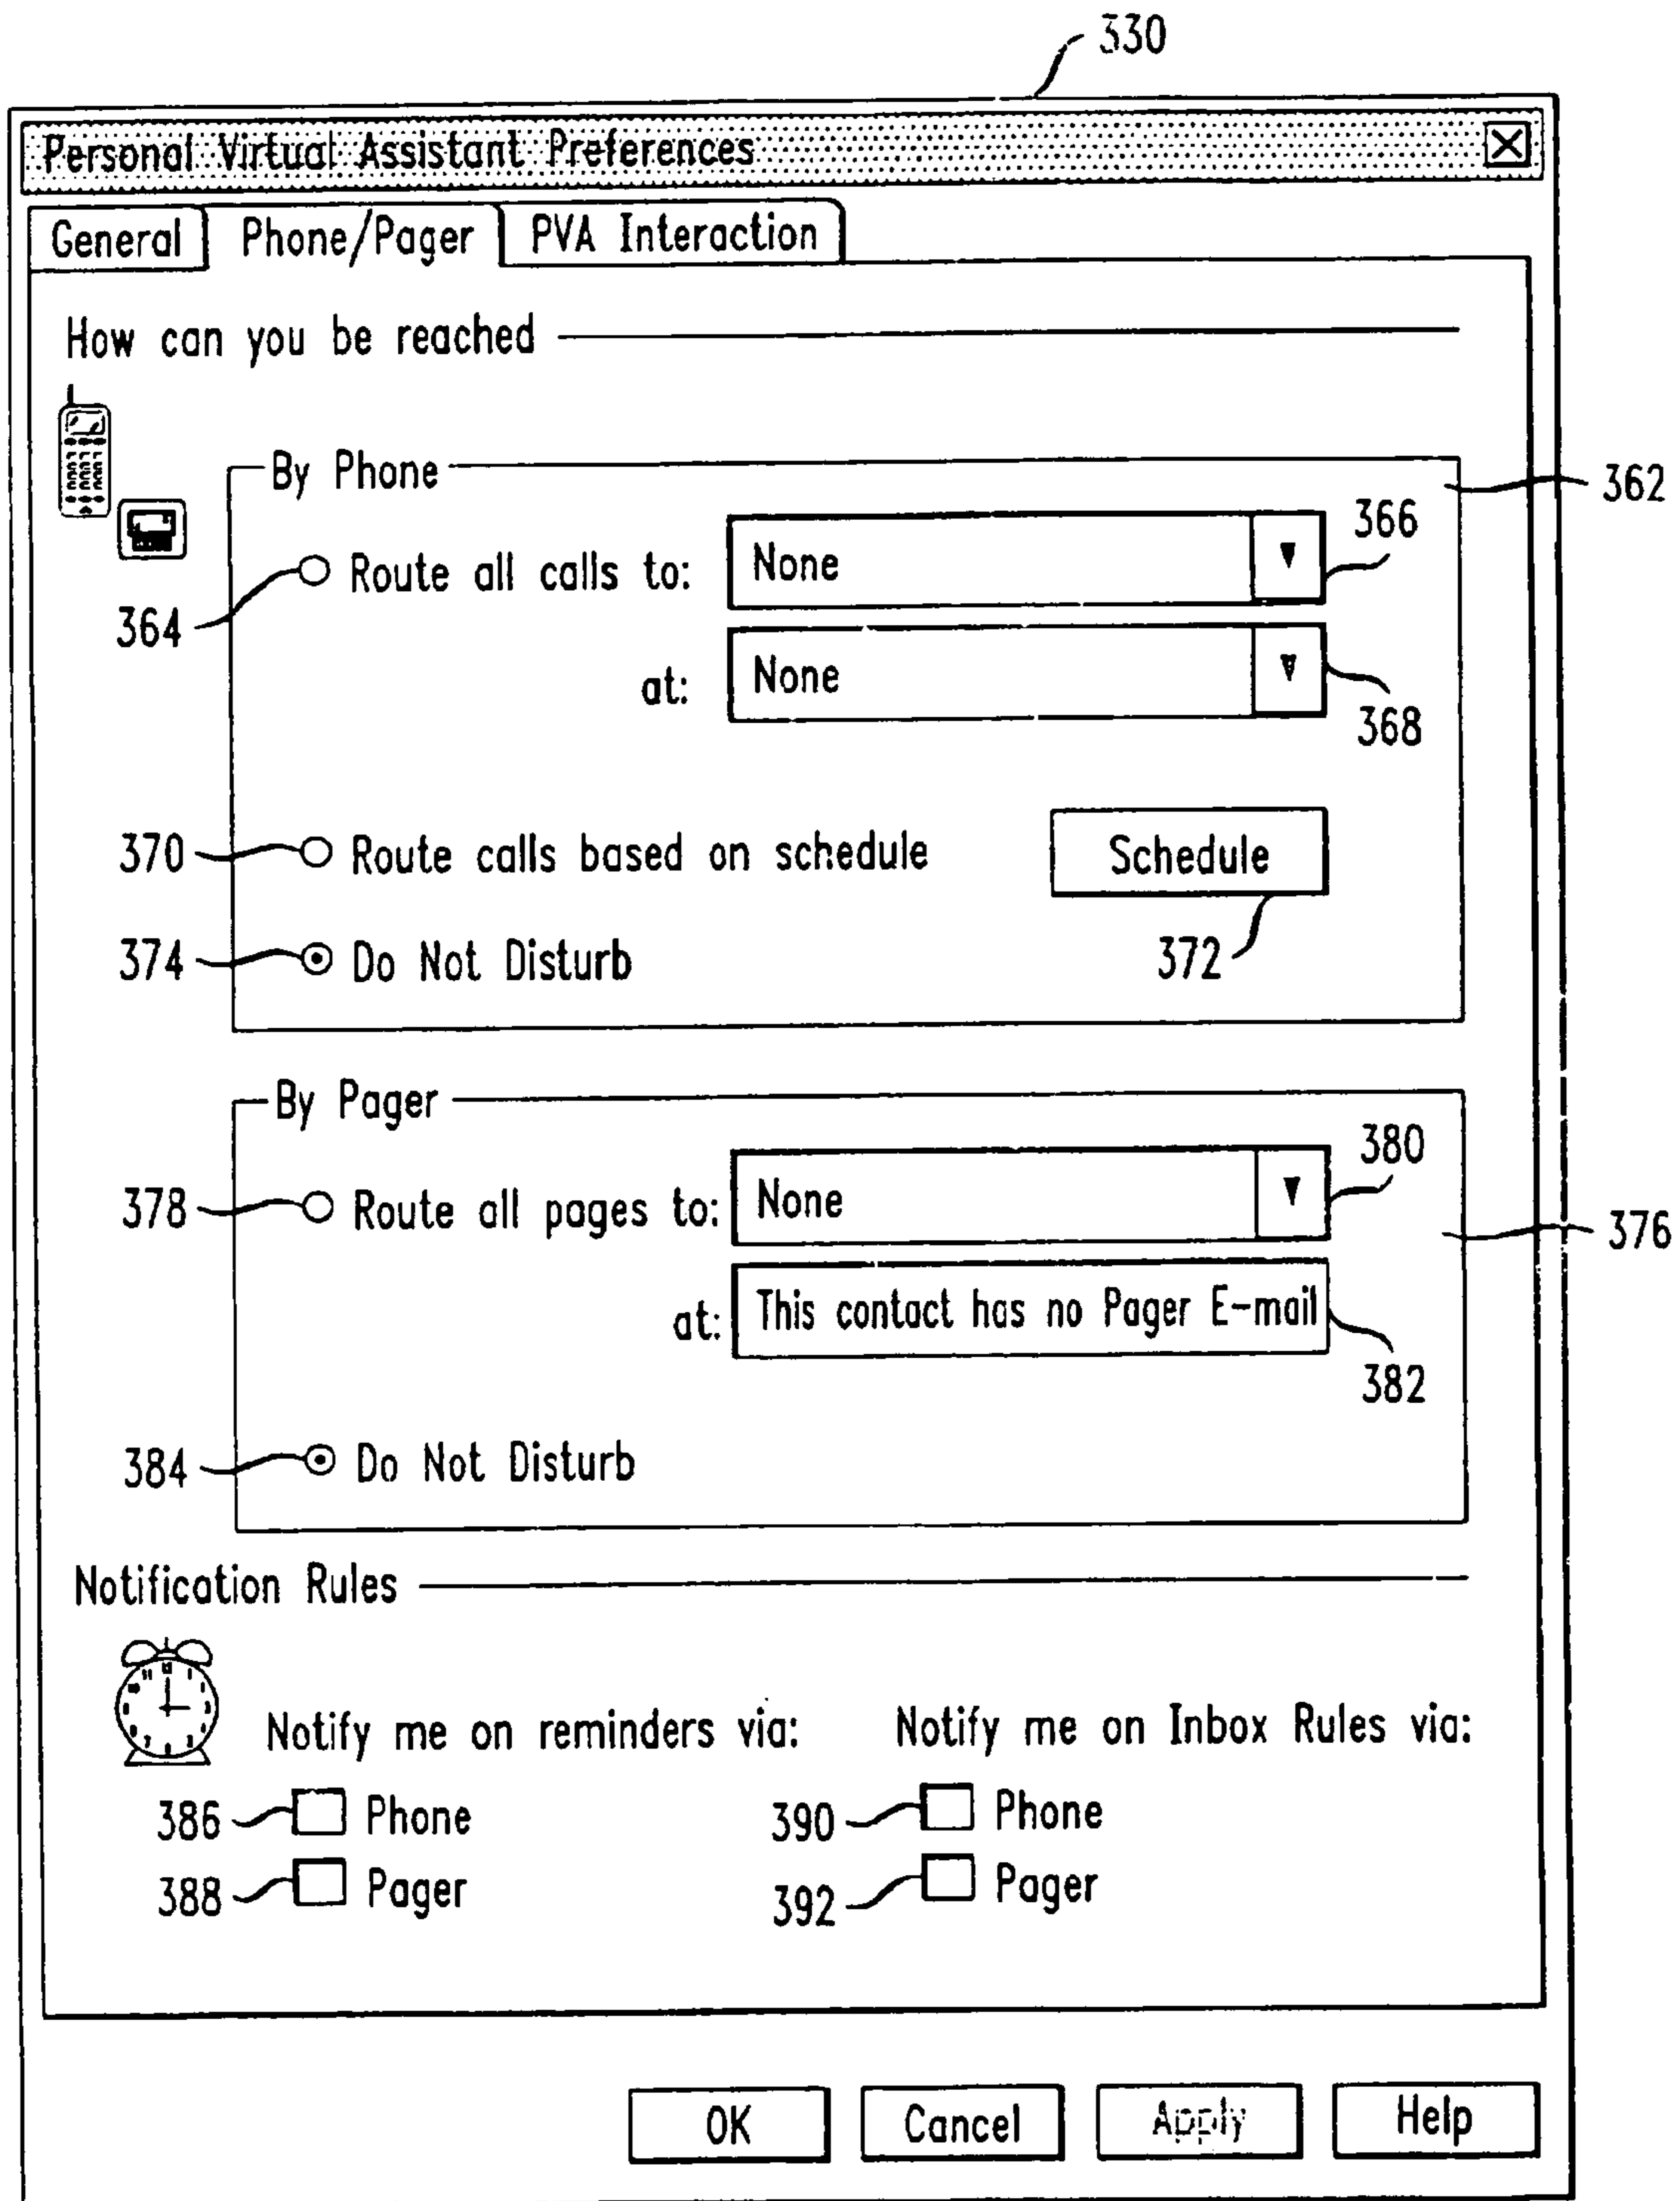 330
Personal Virtual Assistant Preferences
General Phone/Pager PVA Interaction
How can you be reached
By Phone
362
366
Route all calls to: None
364
at: None
368
370 Route calls based on schedule Schedule
374 Do Not Disturb 372
By Pager
380
378 Route all pages to: None
376
at: This contact has no Pager E-mail
382
384 Do Not Disturb
Notification Rules
Notify me on reminders via: Notify me on Inbox Rules via:
386 Phone 390 Phone
388 Pager 392 Pager
OK Cancel Apply Help